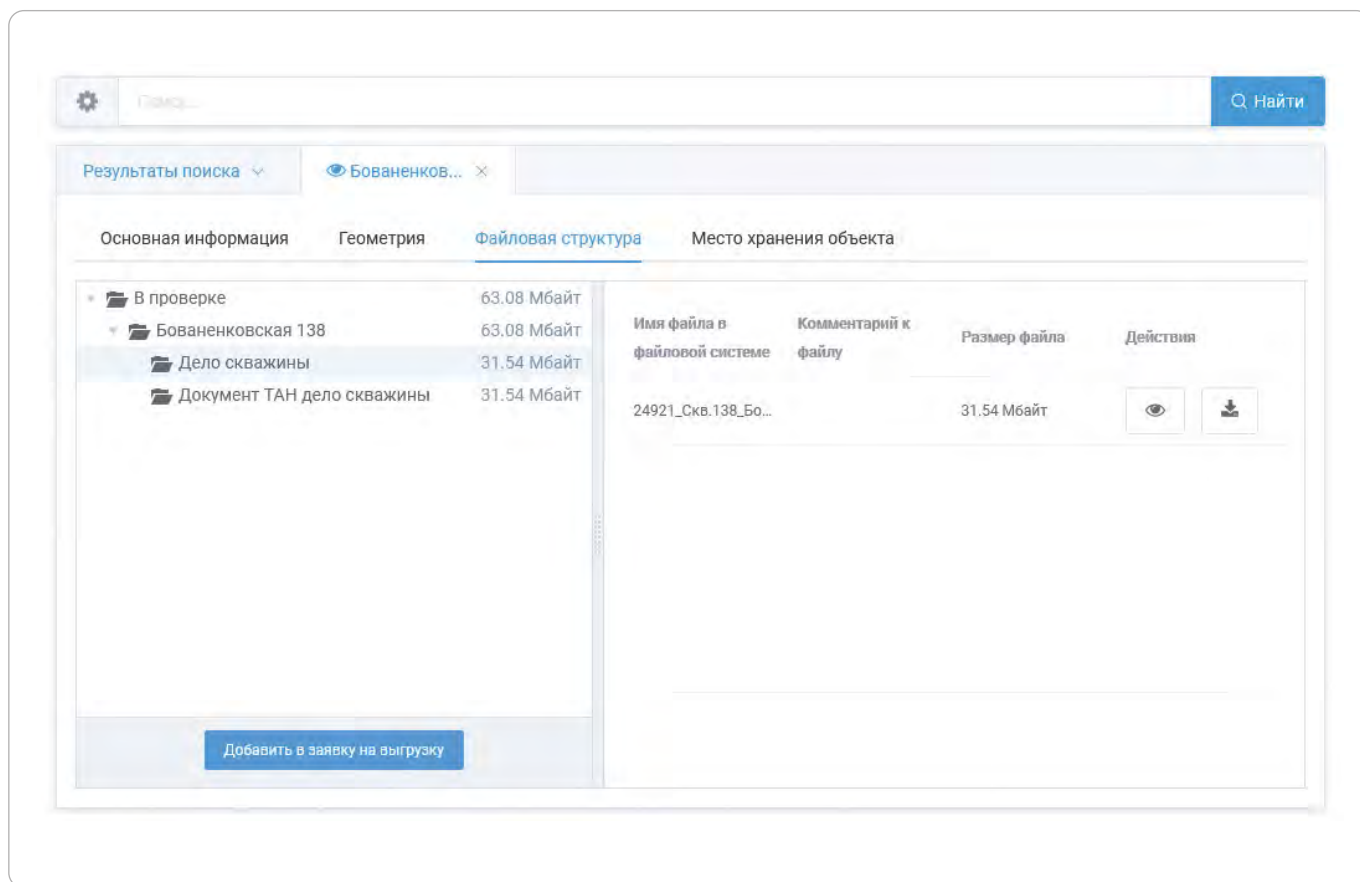 Поиск...
Найти
Результаты поиска
Бованенков...
Основная информация Геометрия Файловая структура Место хранения объекта
В проверке 63.08 Мбайт
Бованенковская 138 63.08 Мбайт
Дело скважины 31.54 Мбайт
Документ ТАН дело скважины 31.54 Мбайт
Добавить в заявку на выгрузку
Имя файла в файловой системе
Комментарий к файлу
Размер файла
Действия
24921_Скв.138_Бо... 31.54 Мбайт